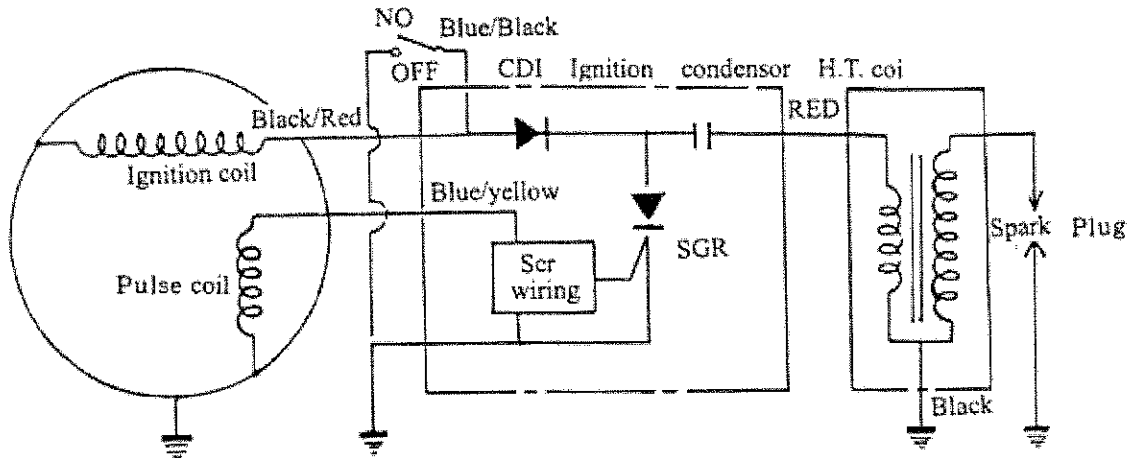 NO
Blue/Black
OFF
CDI Ignition condensor H.T. coi
Black/Red
RED
Ignition coil
Blue/yellow
Spark Plug
SGR
Scr
wiring
Pulse coil
Black